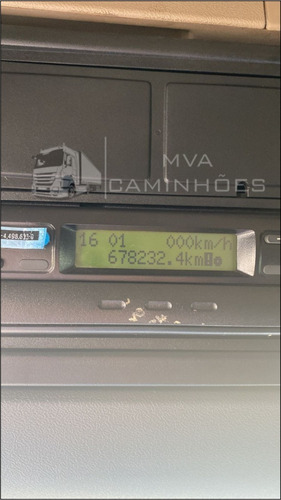 MVA
CAMINHÕES
16 01 000km/h
678232.4km